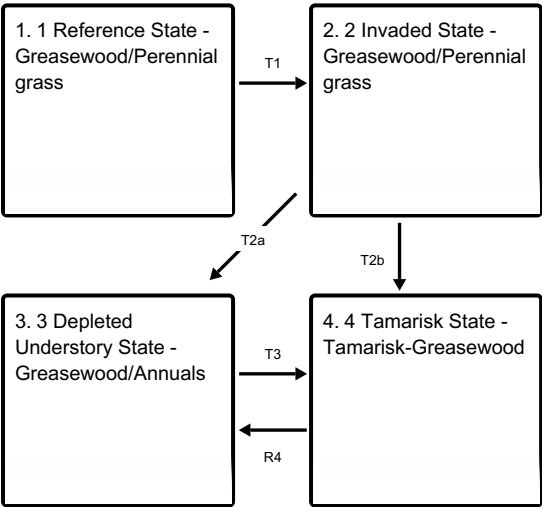 1. 1 Reference State -
Greasewood/Perennial
grass
T1
2. 2 Invaded State -
Greasewood/Perennial
grass
T2a
T2b
3. 3 Depleted
Understory State -
Greasewood/Annuals
T3
R4
4. 4 Tamarisk State -
Tamarisk-Greasewood